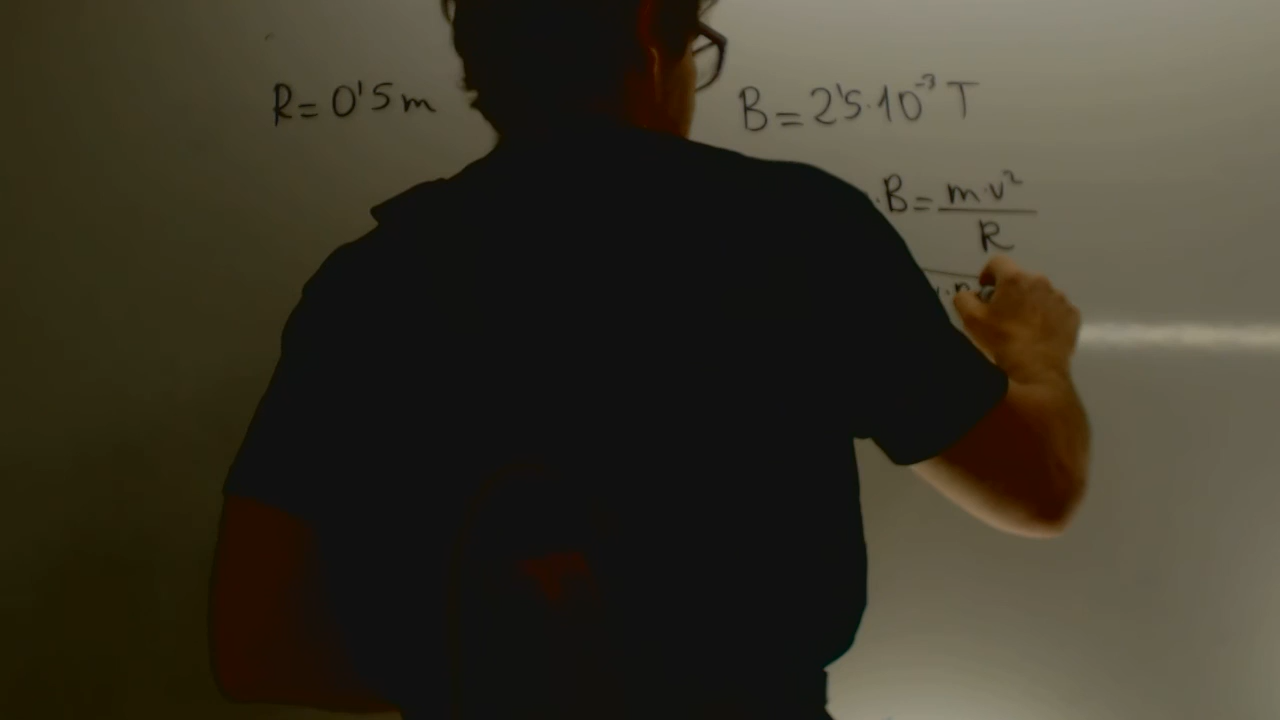 R = 0'5 m
B = 2'5·10⁻³ T
·B = m·v² / R